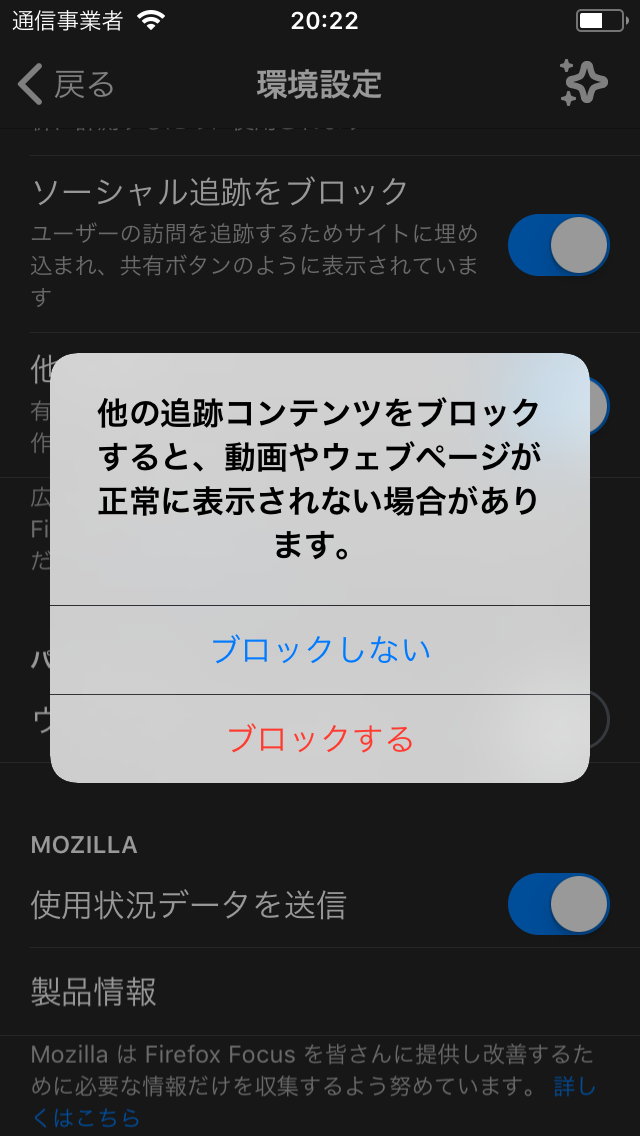 通信事業者
20:22
戻る
環境設定
ソーシャル追跡をブロック
ユーザーの訪問を追跡するためサイトに埋め
込まれ、共有ボタンのように表示されていま
す
他
有
作
広
Fi
だ
他の追跡コンテンツをブロック
すると、動画やウェブページが
正常に表示されない場合があり
ます。
ブロックしない
ブロックする
パ
ウ
MOZILLA
使用状況データを送信
製品情報
Mozilla は Firefox Focus を皆さんに提供し改善するた
めに必要な情報だけを収集するよう努めています。 詳し
くはこちら